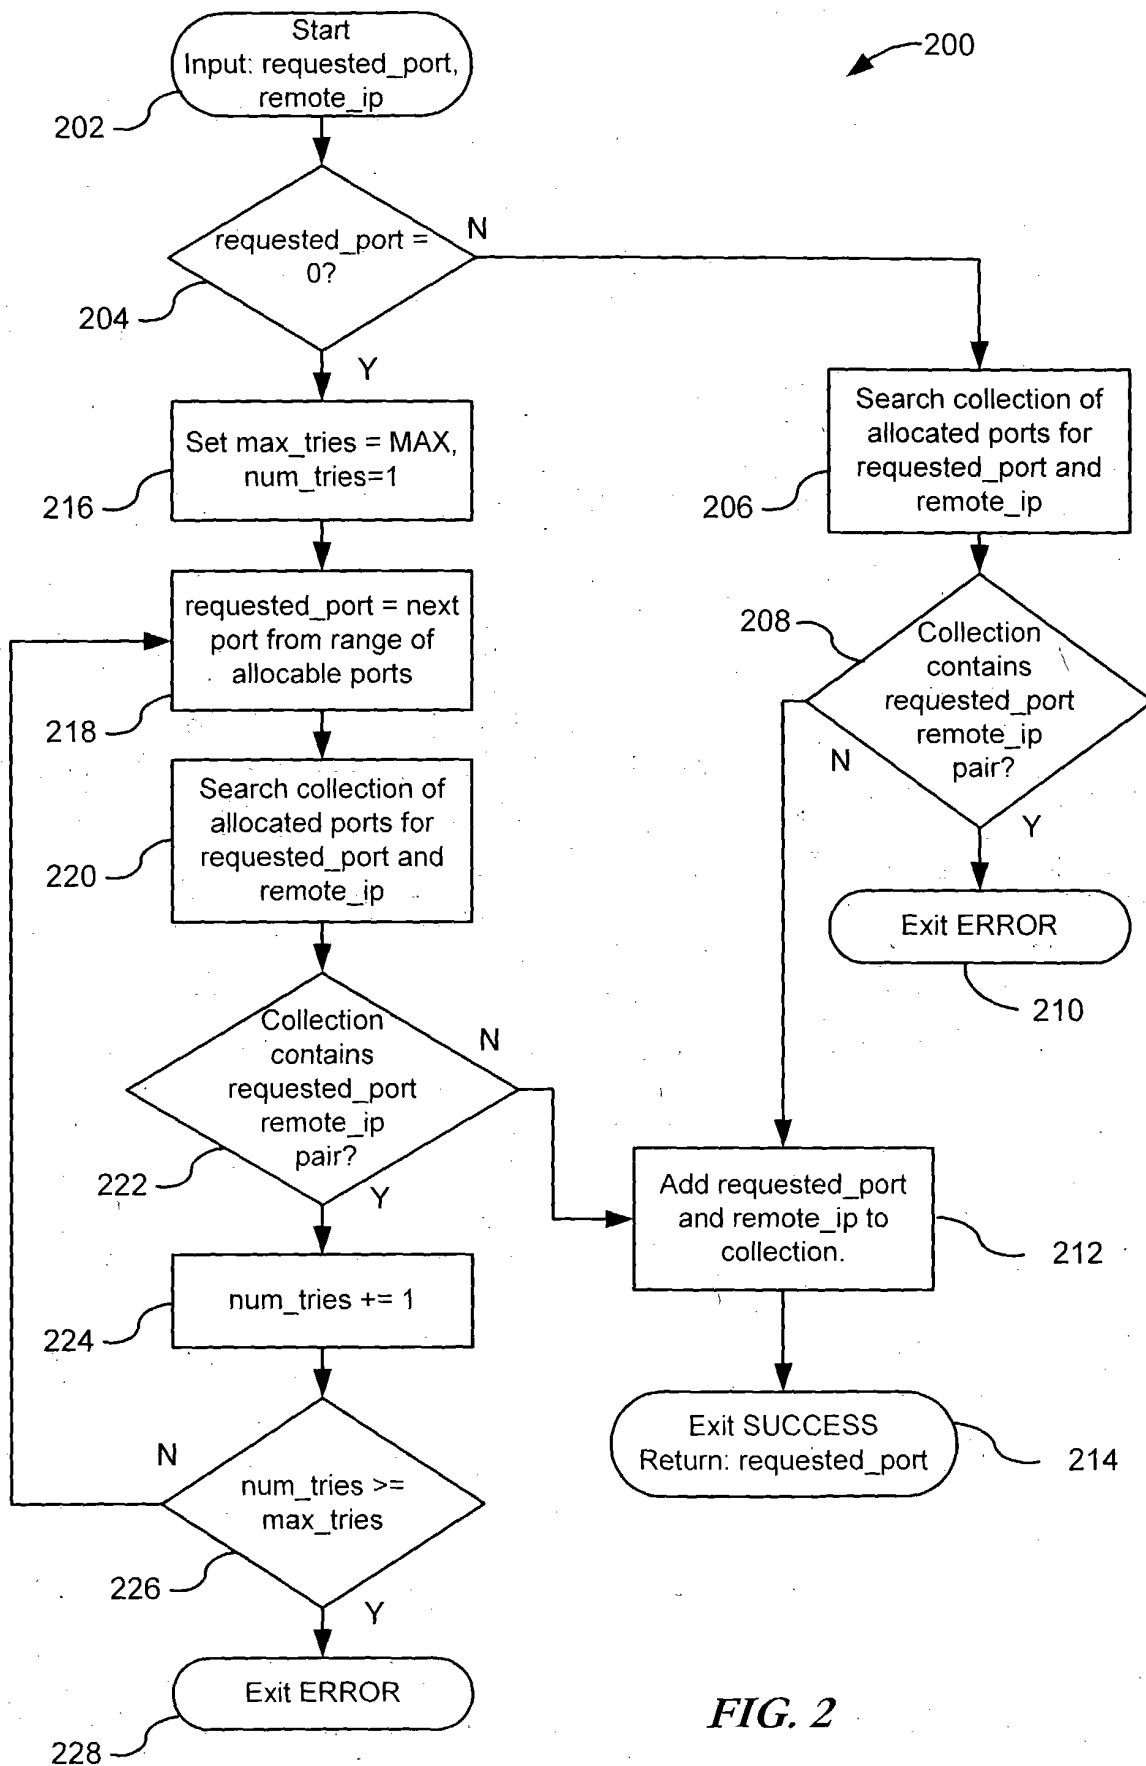 Start
Input: requested_port,
remote_ip
200
202
requested_port =
0?
N
204
Y
Set max_tries = MAX,
num_tries=1
216
Search collection of
allocated ports for
requested_port and
remote_ip
206
requested_port = next
port from range of
allocable ports
218
208
Collection
contains
requested_port
remote_ip
pair?
N
Y
Search collection of
allocated ports for
requested_port and
remote_ip
220
Exit ERROR
210
Collection
contains
requested_port
remote_ip
pair?
N
222
Y
Add requested_port
and remote_ip to
collection.
212
num_tries += 1
224
Exit SUCCESS
Return: requested_port
214
N
num_tries >=
max_tries
226
Y
Exit ERROR
228
FIG. 2